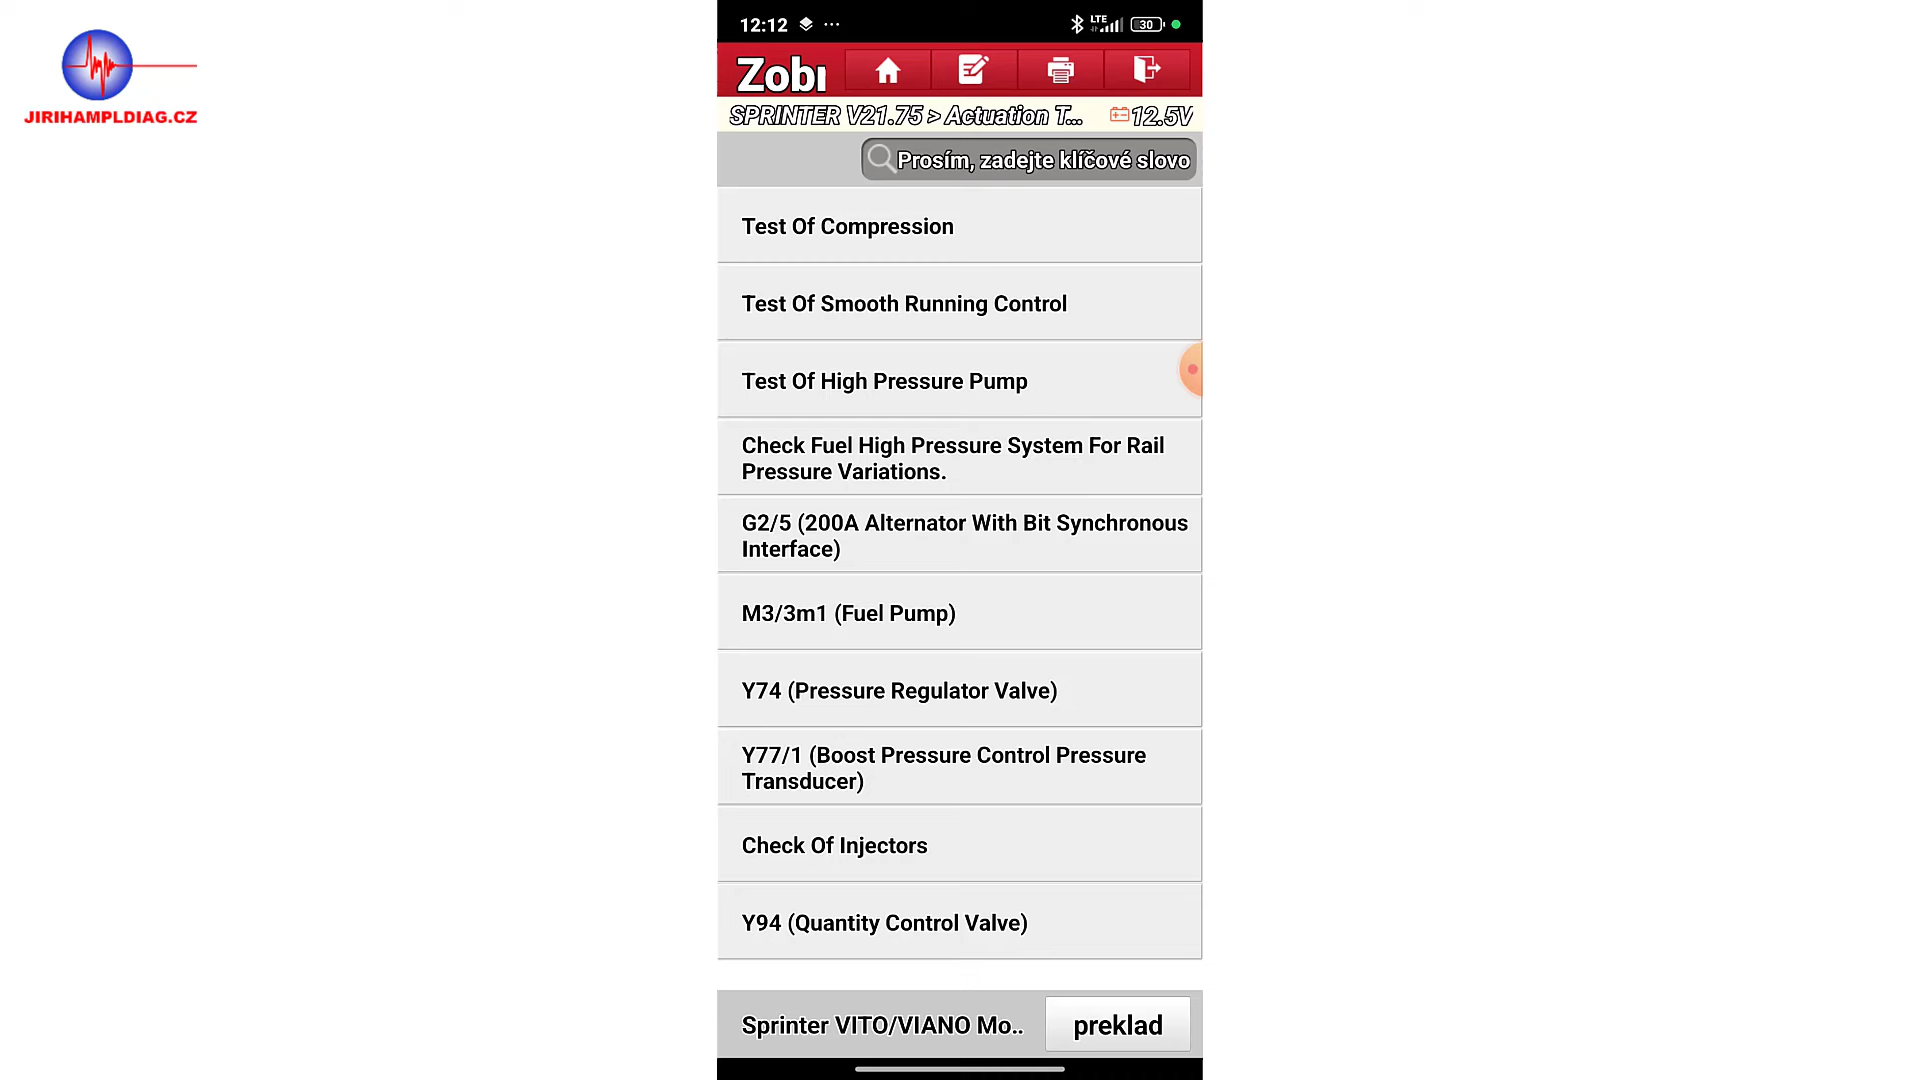 JIRIHAMPLDIAG.CZ
12:12 ... LTE 30
Zobı
SPRINTER V21.75 > Actuation T... 12.5V
Prosím, zadejte klíčové slovo
Test Of Compression
Test Of Smooth Running Control
Test Of High Pressure Pump
Check Fuel High Pressure System For Rail
Pressure Variations.
G2/5 (200A Alternator With Bit Synchronous
Interface)
M3/3m1 (Fuel Pump)
Y74 (Pressure Regulator Valve)
Y77/1 (Boost Pressure Control Pressure
Transducer)
Check Of Injectors
Y94 (Quantity Control Valve)
Sprinter VITO/VIANO Mo..
preklad